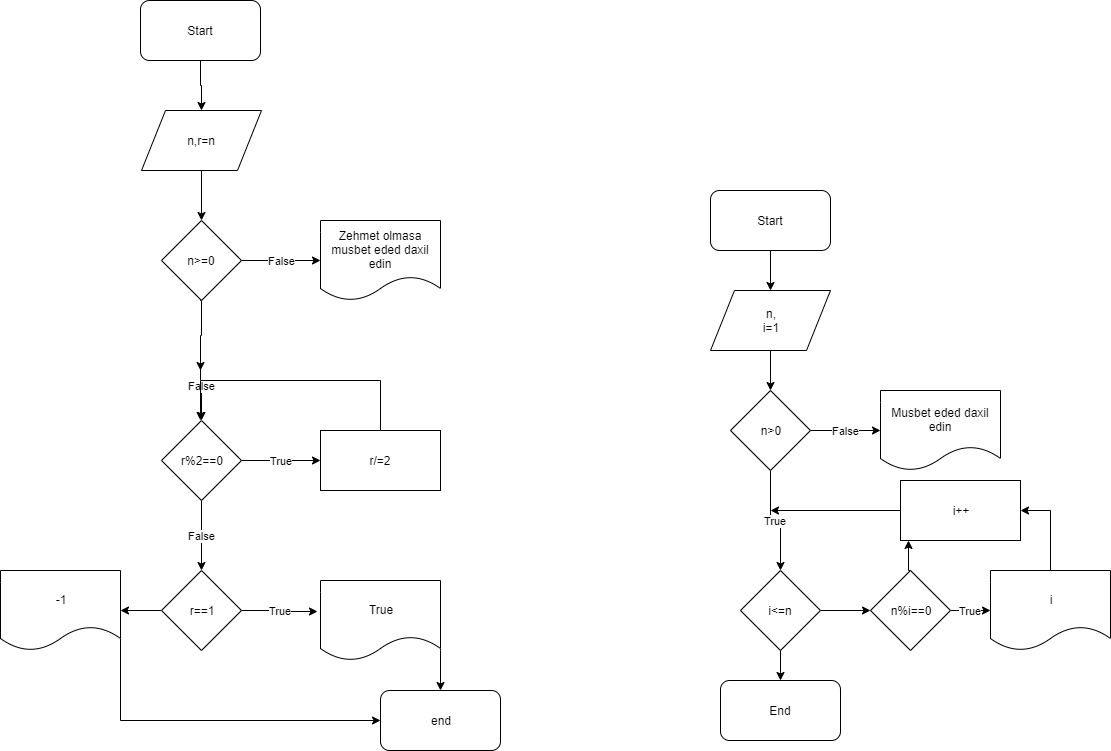 Start
n,r=n
n>=0
False
Zehmet olmasa
musbet eded daxil
edin
False
r%2==0
True
r/=2
False
-1
r==1
True
True
end
Start
n,
i=1
n>0
False
Musbet eded daxil
edin
i++
True
i<=n
n%i==0
True
i
End